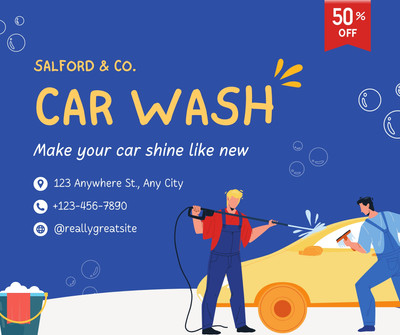 50%
OFF
SALFORD & CO.
CAR WASH
Make your car shine like new
123 Anywhere St., Any City
+123-456-7890
@reallygreatsite